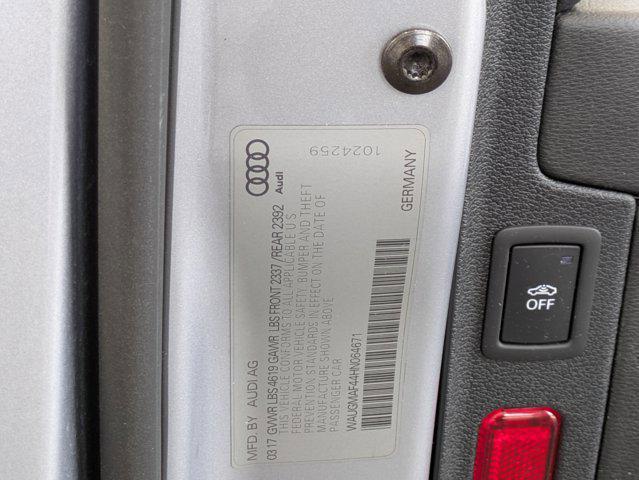 MFD. BY AUDI AG
Audi
1024259
03 17 GVWR LBS 4619 GAWR LBS FRONT 2337 / REAR 2392
THIS VEHICLE CONFORMS TO ALL APPLICABLE U.S.
FEDERAL MOTOR VEHICLE SAFETY, BUMPER AND THEFT
PREVENTION STANDARDS IN EFFECT ON THE DATE OF
MANUFACTURE SHOWN ABOVE
PASSENGER CAR
WAUGMAF44HN064671
GERMANY
OFF